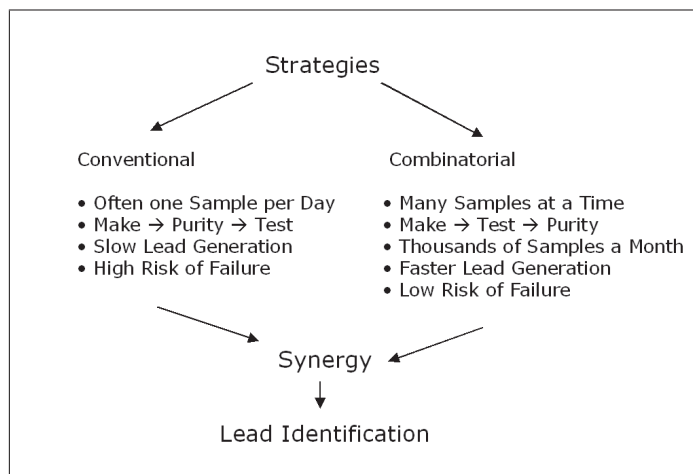 Strategies
Conventional
• Often one Sample per Day
• Make → Purity → Test
• Slow Lead Generation
• High Risk of Failure
Combinatorial
• Many Samples at a Time
• Make → Test → Purity
• Thousands of Samples a Month
• Faster Lead Generation
• Low Risk of Failure
Synergy
Lead Identification